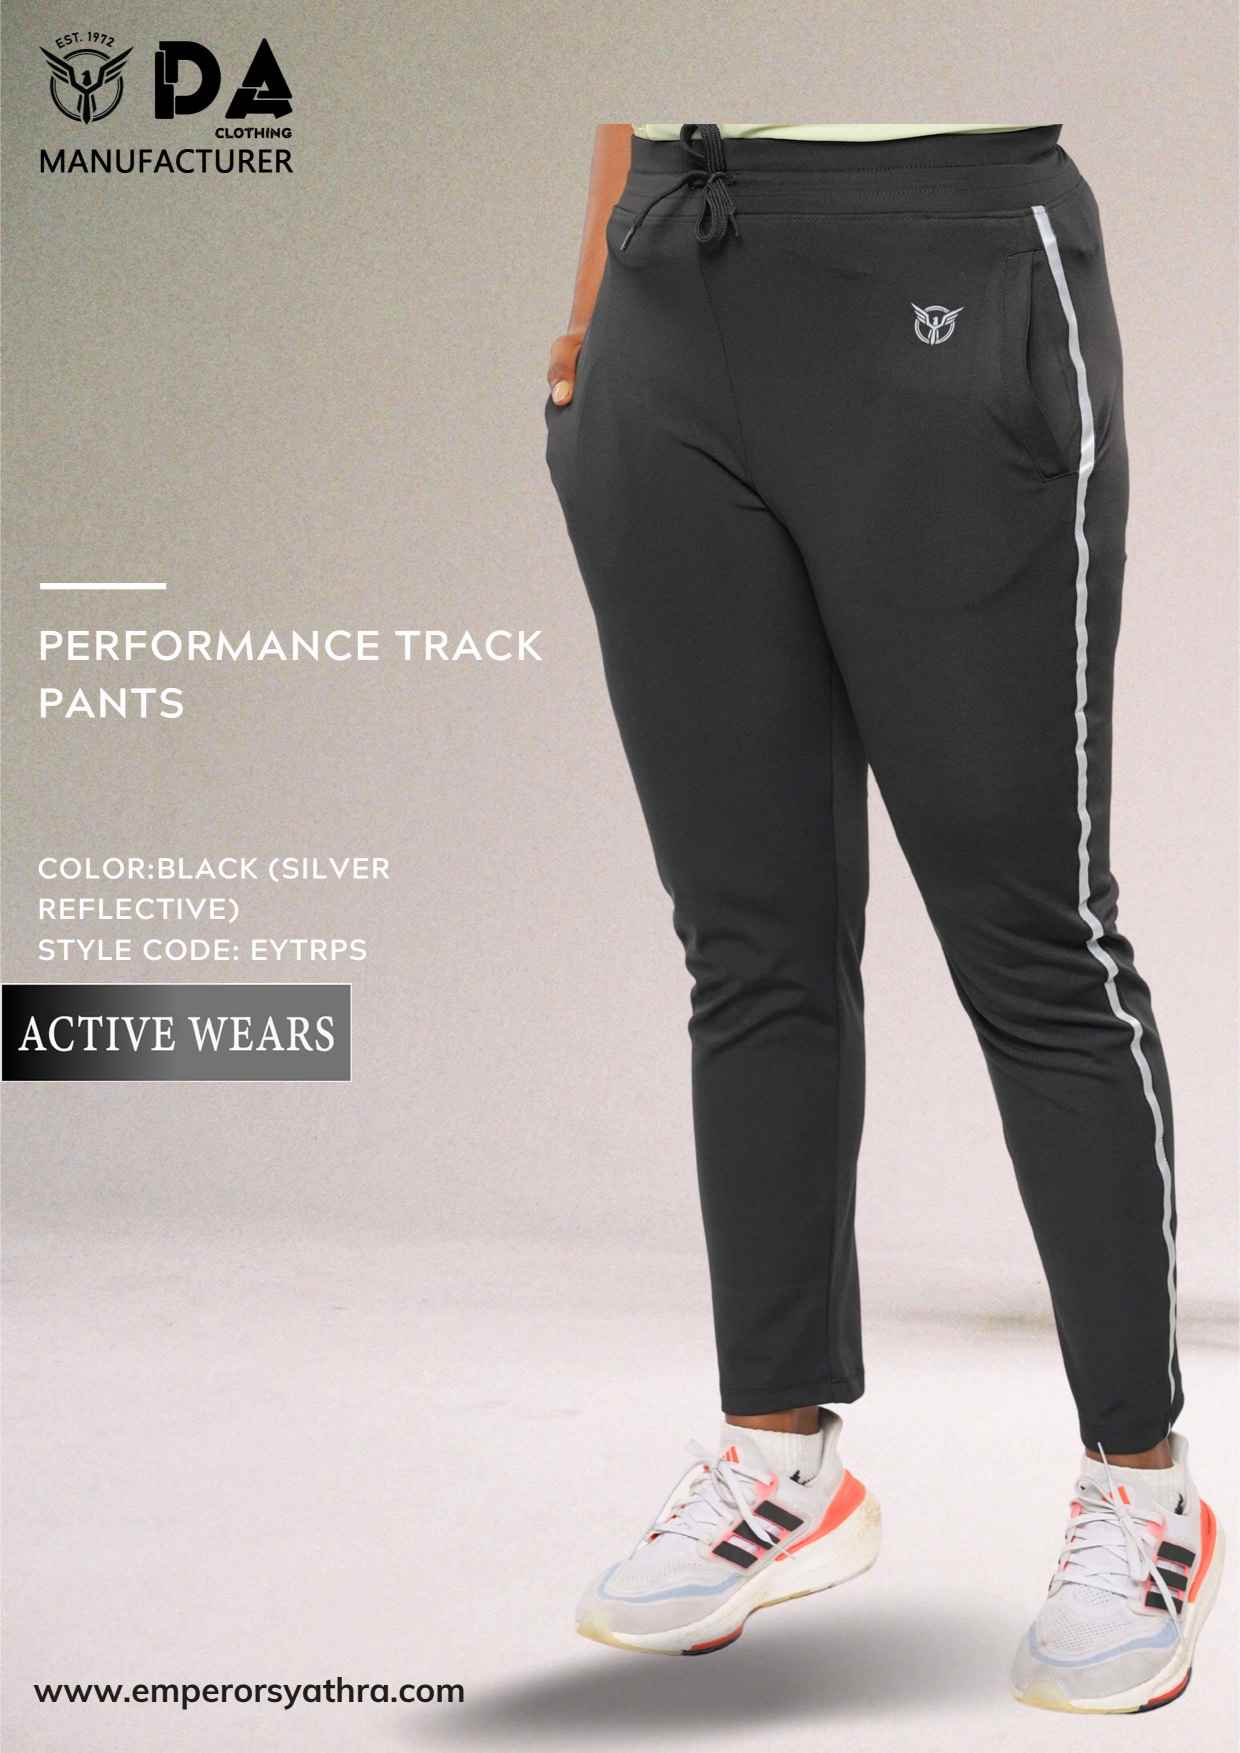 EST. 1972
DA
CLOTHING
MANUFACTURER
PERFORMANCE TRACK
PANTS
COLOR:BLACK (SILVER
REFLECTIVE)
STYLE CODE: EYTRPS
ACTIVE WEARS
www.emperorsyathra.com